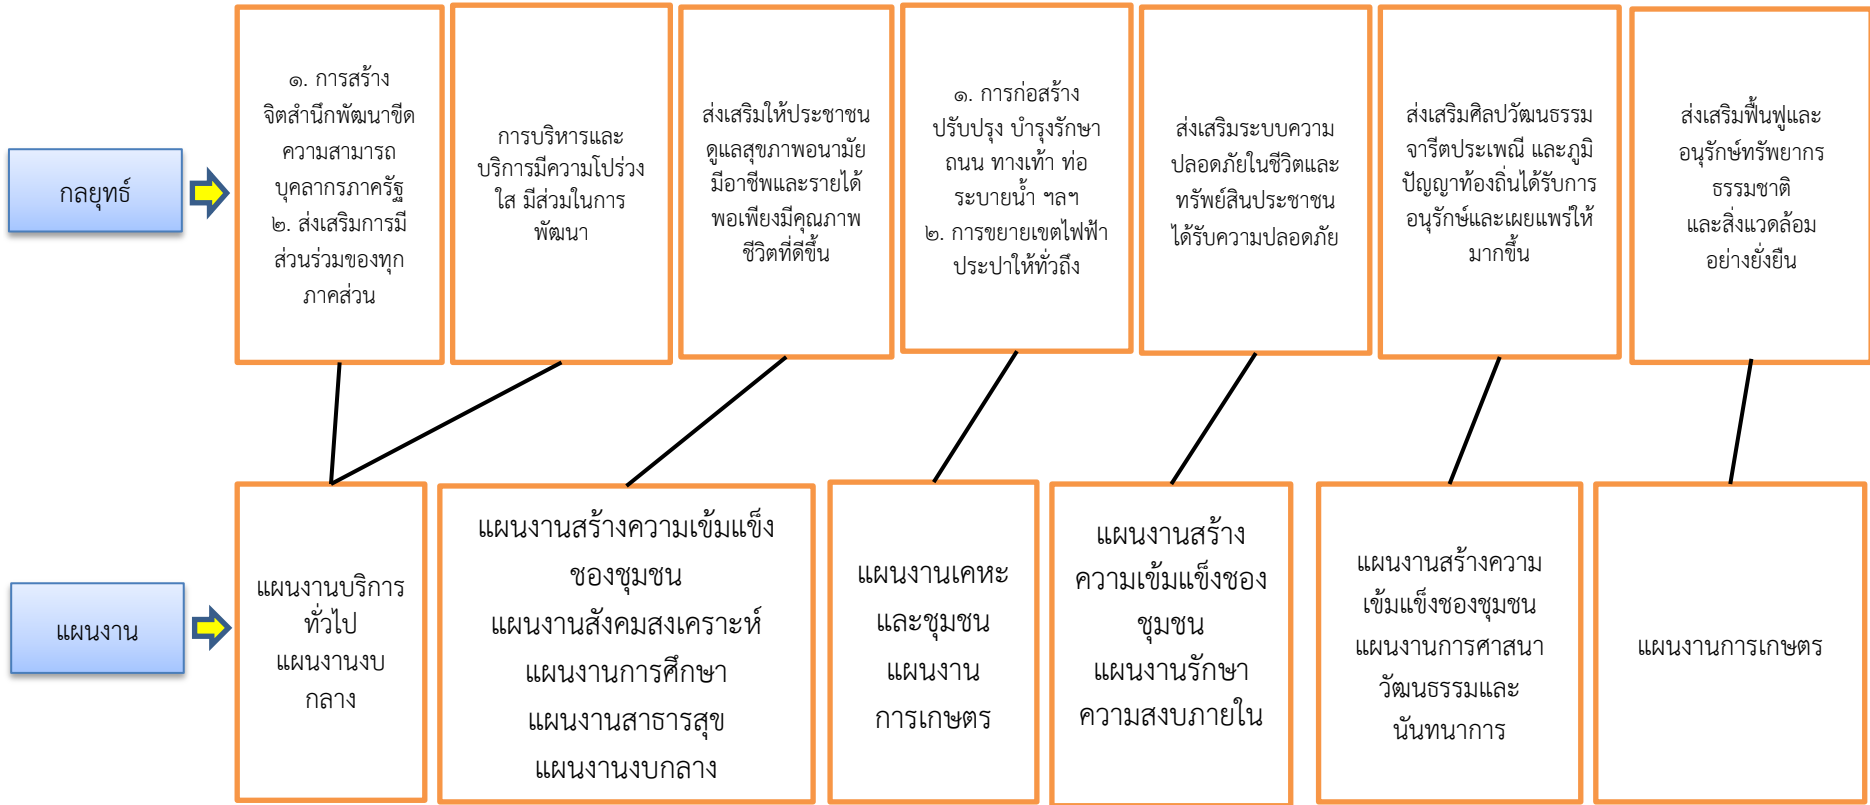 กลยุทธ์
๑. การสร้าง
จิตสำนึกพัฒนาขีด
ความสามารถ
บุคลากรภาครัฐ
๒. ส่งเสริมการมี
ส่วนร่วมของทุก
ภาคส่วน
การบริหารและ
บริการมีความโปร่วง
ใส มีส่วนในการ
พัฒนา
ส่งเสริมให้ประชาชน
ดูแลสุขภาพอนามัย
มีอาชีพและรายได้
พอเพียงมีคุณภาพ
ชีวิตที่ดีขึ้น
๑. การก่อสร้าง
ปรับปรุง บำรุงรักษา
ถนน ทางเท้า ท่อ
ระบายน้ำ ฯลฯ
๒. การขยายเขตไฟฟ้า
ประปาให้ทั่วถึง
ส่งเสริมระบบความ
ปลอดภัยในชีวิตและ
ทรัพย์สินประชาชน
ได้รับความปลอดภัย
ส่งเสริมศิลปวัฒนธรรม
จารีตประเพณี และภูมิ
ปัญญาท้องถิ่นได้รับการ
อนุรักษ์และเผยแพร่ให้
มากขึ้น
ส่งเสริมฟื้นฟูและ
อนุรักษ์ทรัพยากร
ธรรมชาติ
และสิ่งแวดล้อม
อย่างยั่งยืน
แผนงาน
แผนงานบริการ
ทั่วไป
แผนงานงบ
กลาง
แผนงานสร้างความเข้มแข็ง
ชองชุมชน
แผนงานสังคมสงเคราะห์
แผนงานการศึกษา
แผนงานสาธารสุข
แผนงานงบกลาง
แผนงานเคหะ
และชุมชน
แผนงาน
การเกษตร
แผนงานสร้าง
ความเข้มแข็งชอง
ชุมชน
แผนงานรักษา
ความสงบภายใน
แผนงานสร้างความ
เข้มแข็งชองชุมชน
แผนงานการศาสนา
วัฒนธรรมและ
นันทนาการ
แผนงานการเกษตร